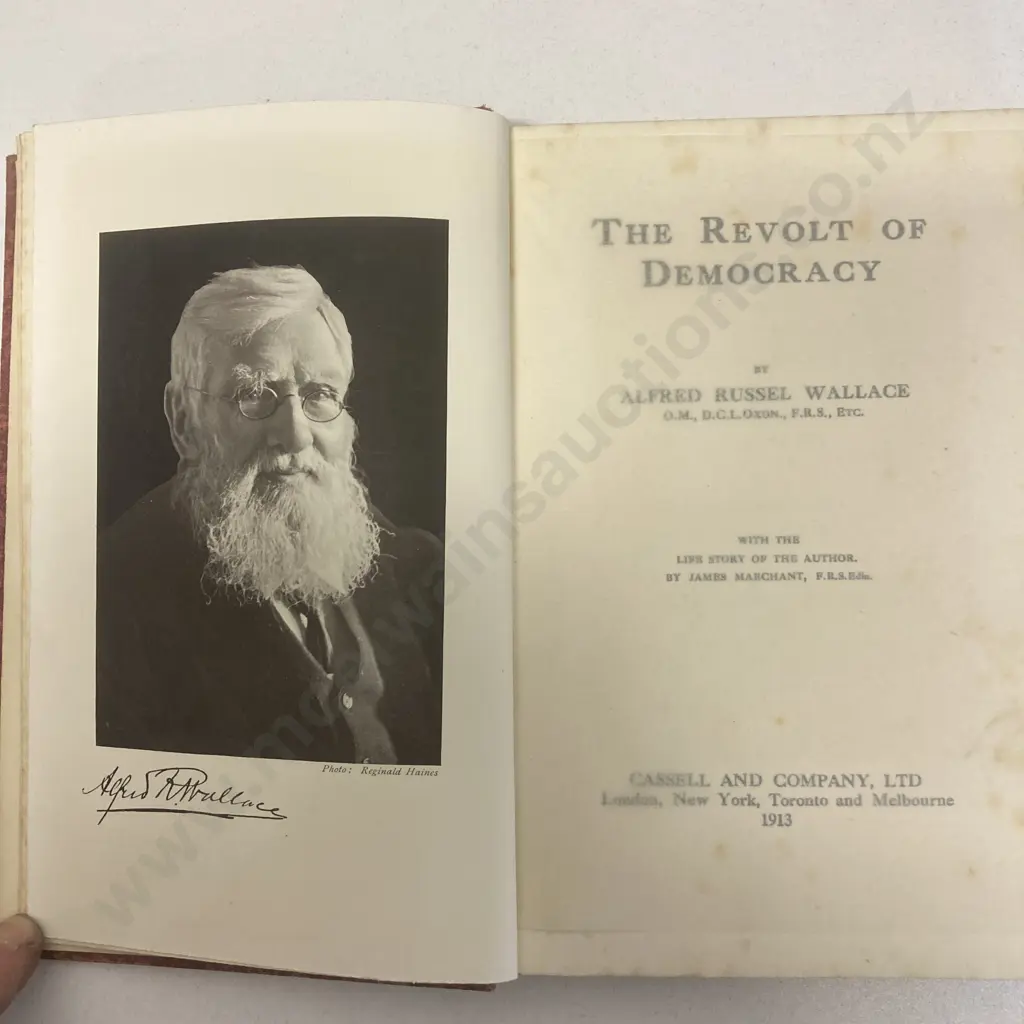 Photo: Reginald Haines
Alfred R. Wallace
THE REVOLT OF
DEMOCRACY
BY
ALFRED RUSSEL WALLACE
O.M., D.C.L.OXON., F.R.S., ETC.
WITH THE
LIFE STORY OF THE AUTHOR.
BY JAMES MARCHANT, F.R.S.Edin.
CASSELL AND COMPANY, LTD
London, New York, Toronto and Melbourne
1913